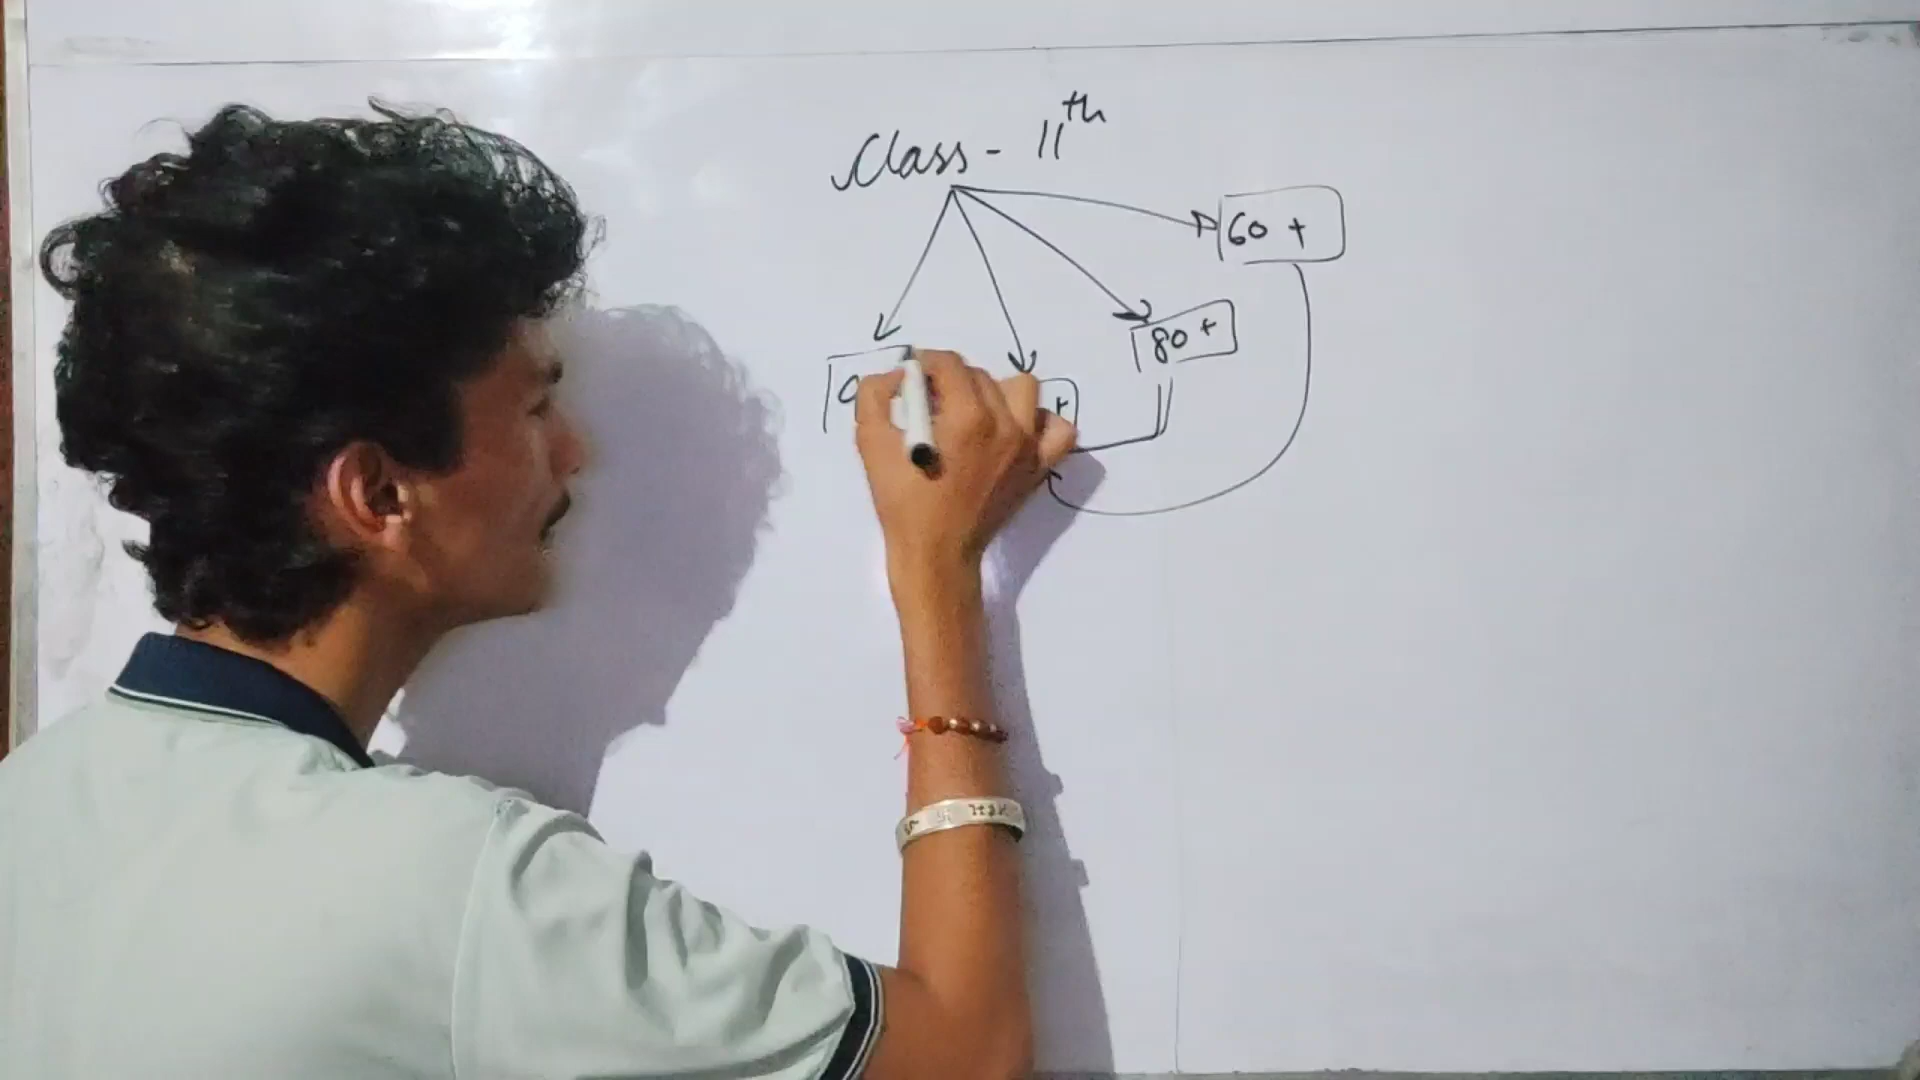 Class - 11th
60 +
80 +
+